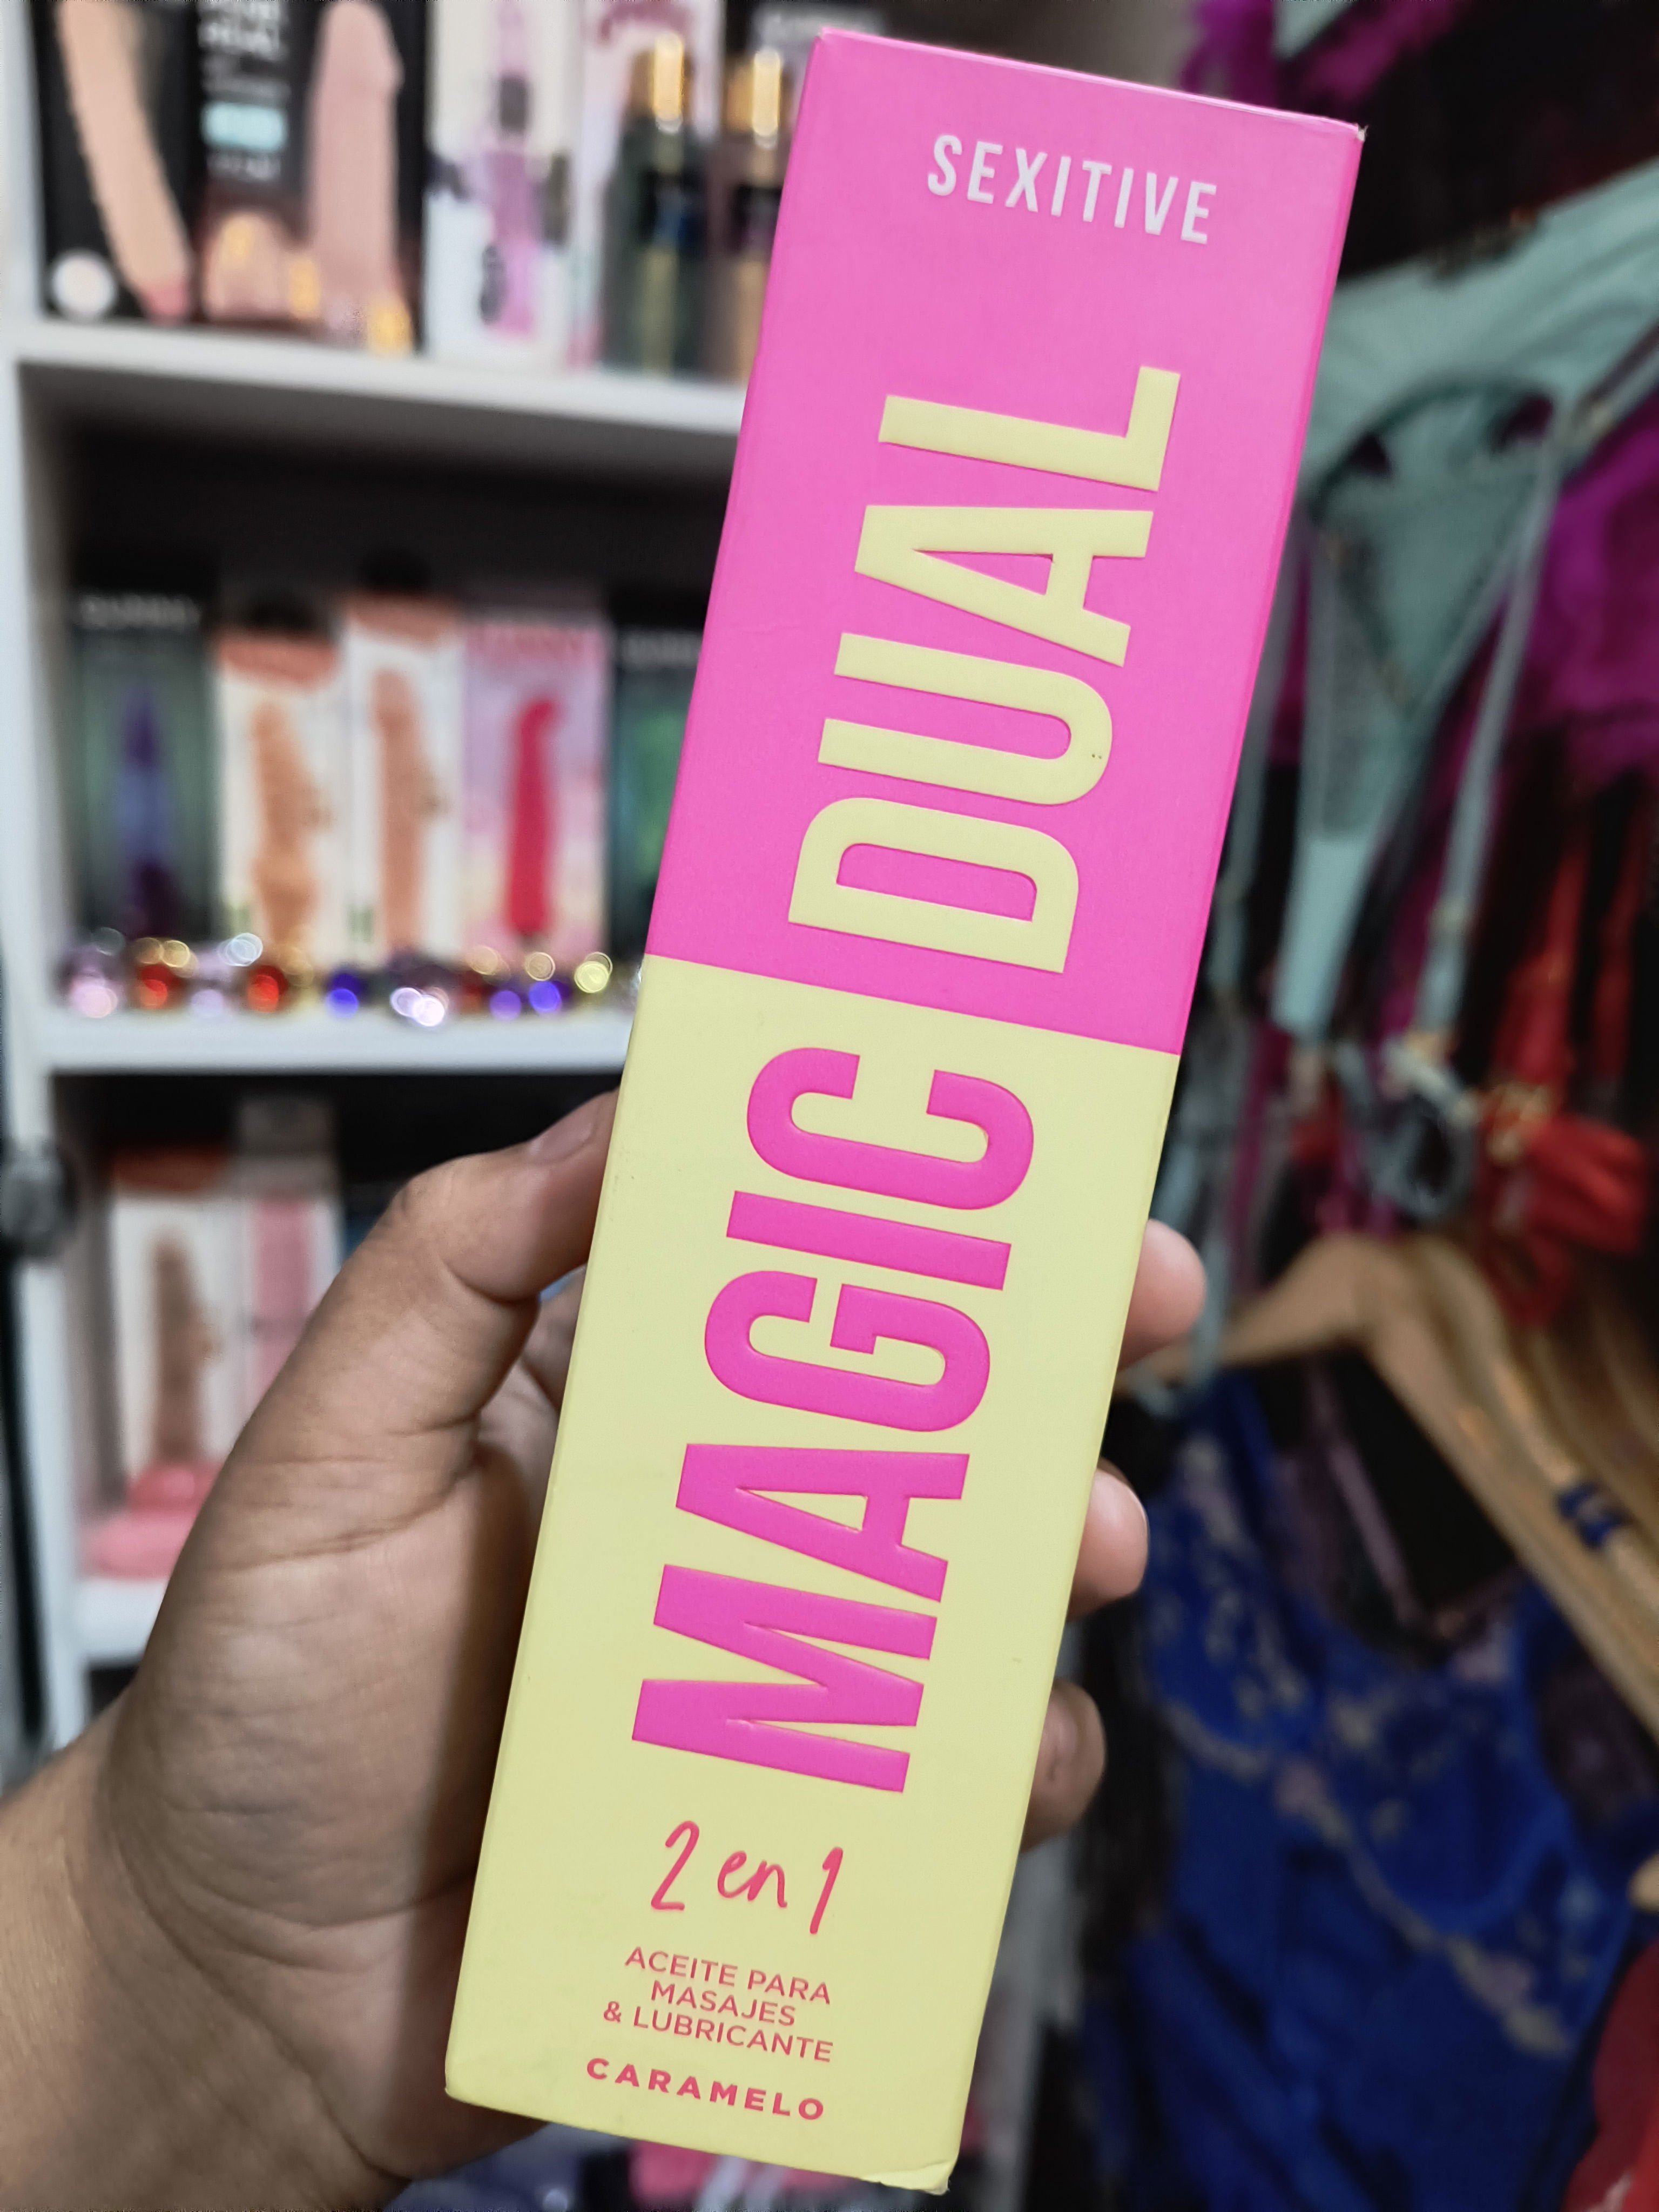 SEXITIVE
MAGIC DUAL
2 en 1
ACEITE PARA
MASAJES
& LUBRICANTE
CARAMELO